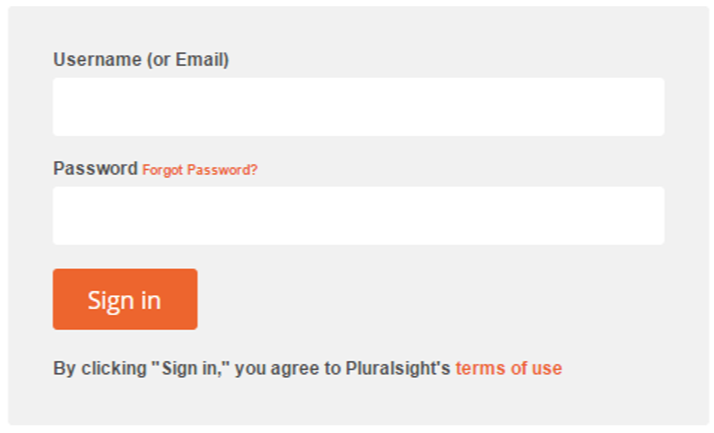 Username (or Email)
Password Forgot Password?
Sign in
By clicking "Sign in," you agree to Pluralsight's terms of use